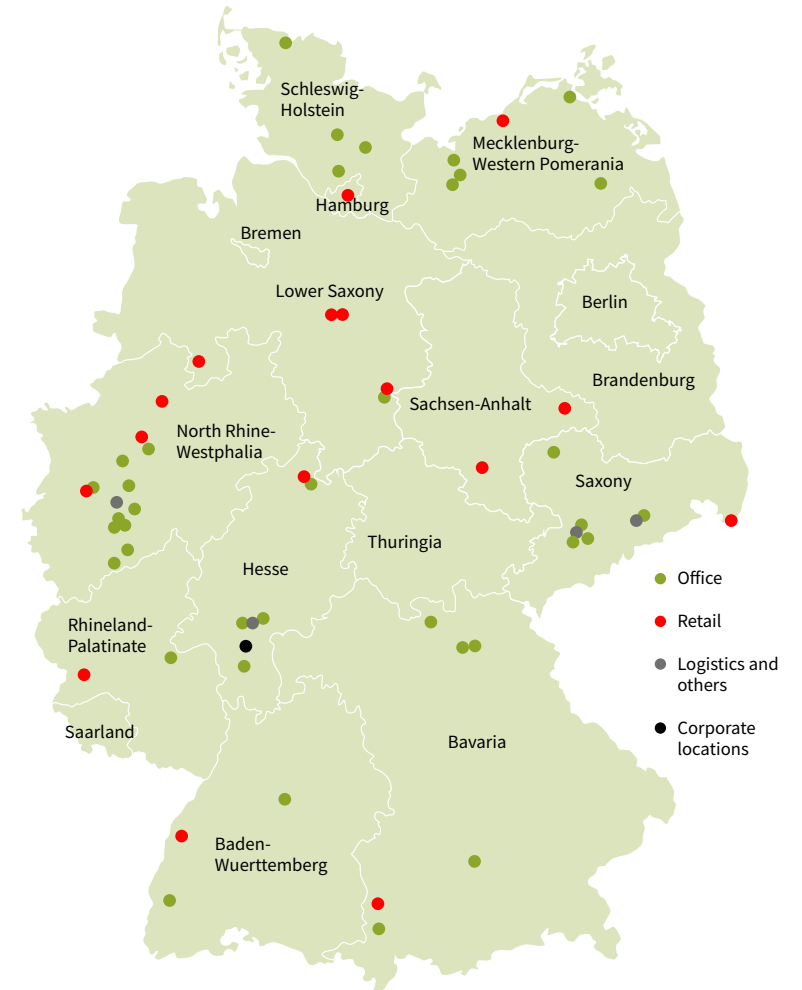 Schleswig-
Holstein
Mecklenburg-
Western Pomerania
Hamburg
Bremen
Lower Saxony
Berlin
Brandenburg
Sachsen-Anhalt
North Rhine-
Westphalia
Saxony
Thuringia
Hesse
Rhineland-
Palatinate
Saarland
Bavaria
Baden-
Wuerttemberg
Office
Retail
Logistics and
others
Corporate
locations